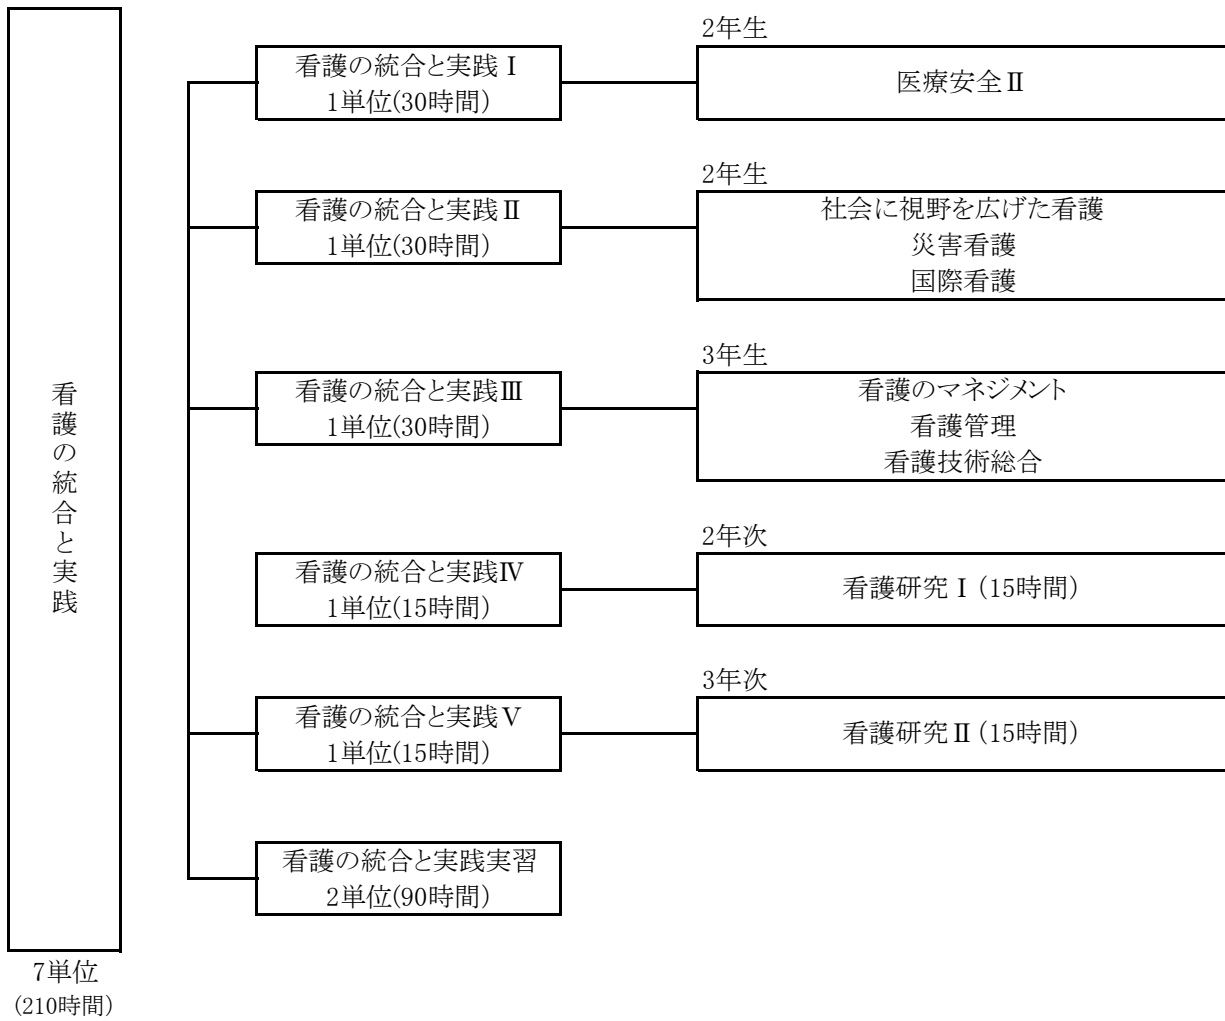 看護の統合と実践
7単位
(210時間)
看護の統合と実践Ⅰ
1単位(30時間)
2年生
医療安全Ⅱ
看護の統合と実践Ⅱ
1単位(30時間)
2年生
社会に視野を広げた看護
災害看護
国際看護
看護の統合と実践Ⅲ
1単位(30時間)
3年生
看護のマネジメント
看護管理
看護技術総合
看護の統合と実践Ⅳ
1単位(15時間)
2年次
看護研究Ⅰ(15時間)
看護の統合と実践Ⅴ
1単位(15時間)
3年次
看護研究Ⅱ(15時間)
看護の統合と実践実習
2単位(90時間)